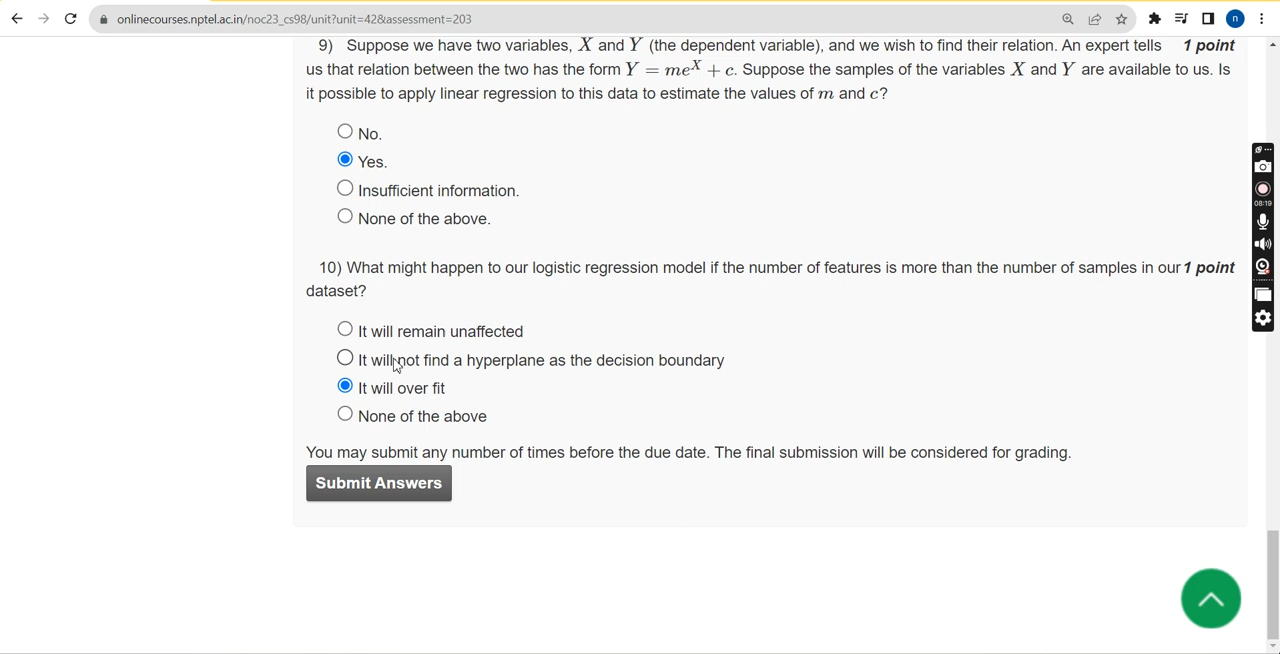 onlinecourses.nptel.ac.in/noc23_cs98/unit?unit=42&assessment=203
n
9) Suppose we have two variables, X and Y (the dependent variable), and we wish to find their relation. An expert tells 1 point
us that relation between the two has the form Y = me^X + c. Suppose the samples of the variables X and Y are available to us. Is
it possible to apply linear regression to this data to estimate the values of m and c?
No.
Yes.
Insufficient information.
None of the above.
08:19
10) What might happen to our logistic regression model if the number of features is more than the number of samples in our 1 point
dataset?
It will remain unaffected
It will not find a hyperplane as the decision boundary
It will over fit
None of the above
You may submit any number of times before the due date. The final submission will be considered for grading.
Submit Answers